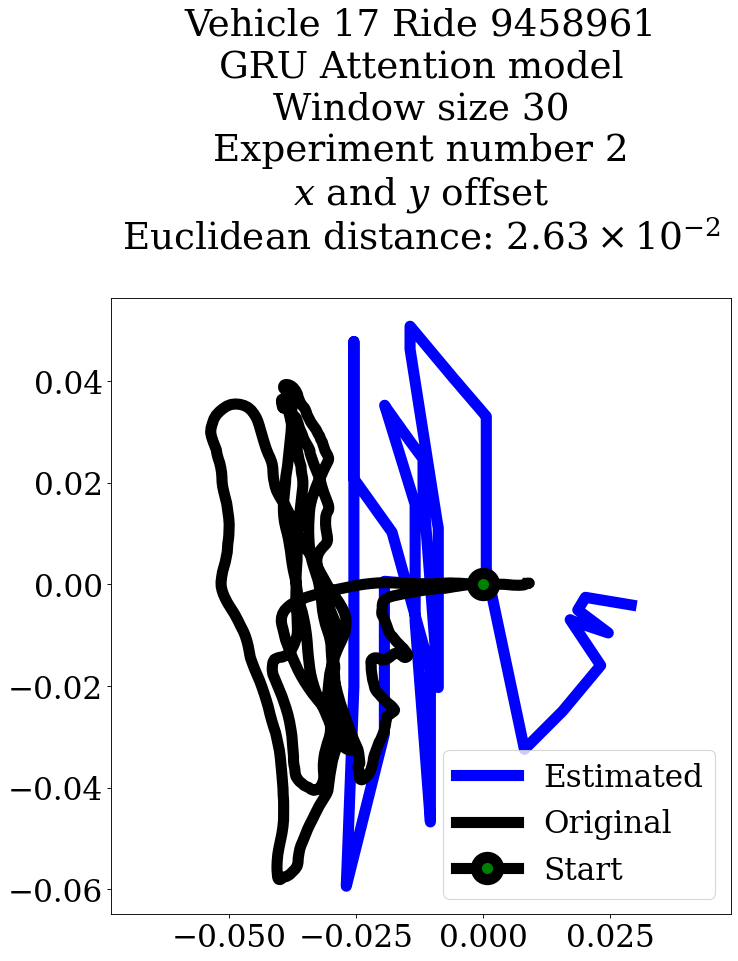 Vehicle 17 Ride 9458961
GRU Attention model
Window size 30
Experiment number 2
x and y offset
Euclidean distance: 2.63 × 10⁻²
0.04
0.02
0.00
−0.02
−0.04
−0.06
Estimated
Original
Start
−0.050 −0.025 0.000 0.025